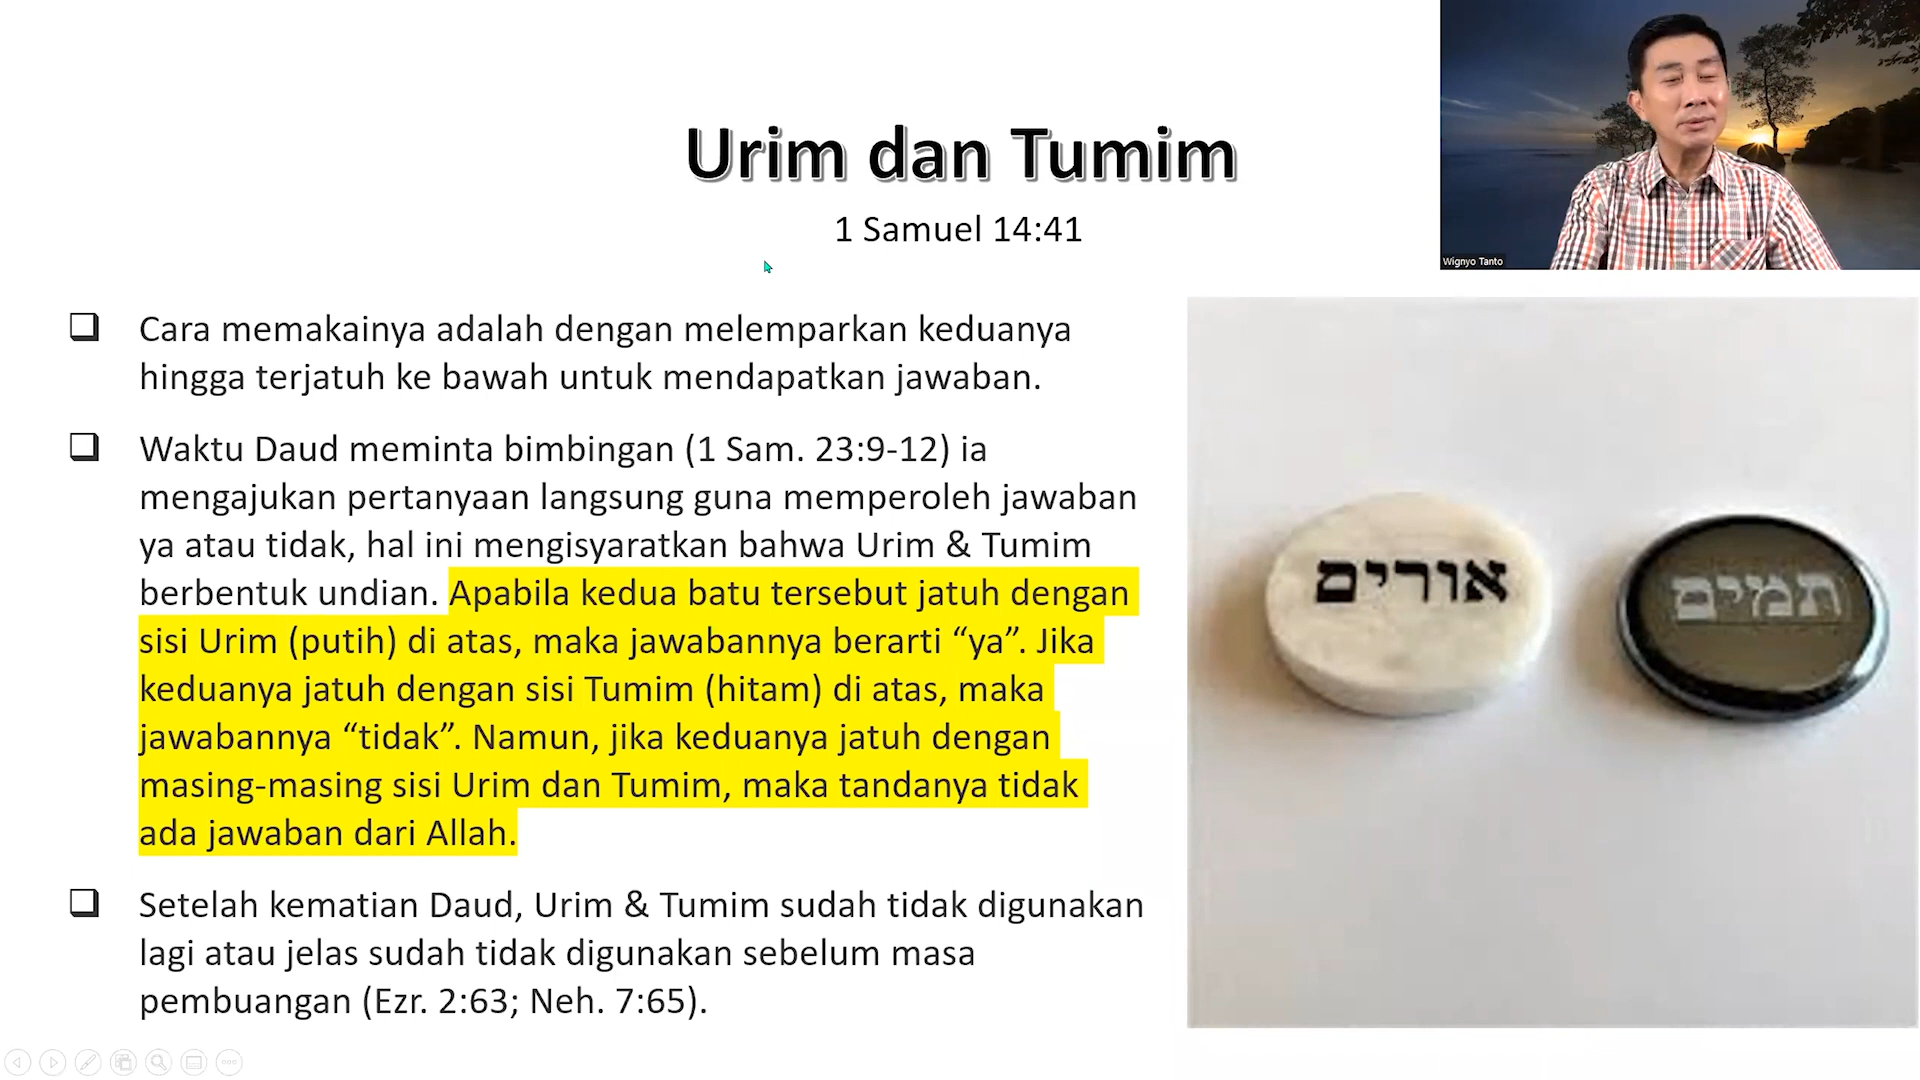 Urim dan Tumim
1 Samuel 14:41
Wignyo Tanto
Cara memakainya adalah dengan melemparkan keduanya
hingga terjatuh ke bawah untuk mendapatkan jawaban.
Waktu Daud meminta bimbingan (1 Sam. 23:9-12) ia
mengajukan pertanyaan langsung guna memperoleh jawaban
ya atau tidak, hal ini mengisyaratkan bahwa Urim & Tumim
berbentuk undian. Apabila kedua batu tersebut jatuh dengan
sisi Urim (putih) di atas, maka jawabannya berarti “ya”. Jika
keduanya jatuh dengan sisi Tumim (hitam) di atas, maka
jawabannya “tidak”. Namun, jika keduanya jatuh dengan
masing-masing sisi Urim dan Tumim, maka tandanya tidak
ada jawaban dari Allah.
Setelah kematian Daud, Urim & Tumim sudah tidak digunakan
lagi atau jelas sudah tidak digunakan sebelum masa
pembuangan (Ezr. 2:63; Neh. 7:65).
אורים
תמים